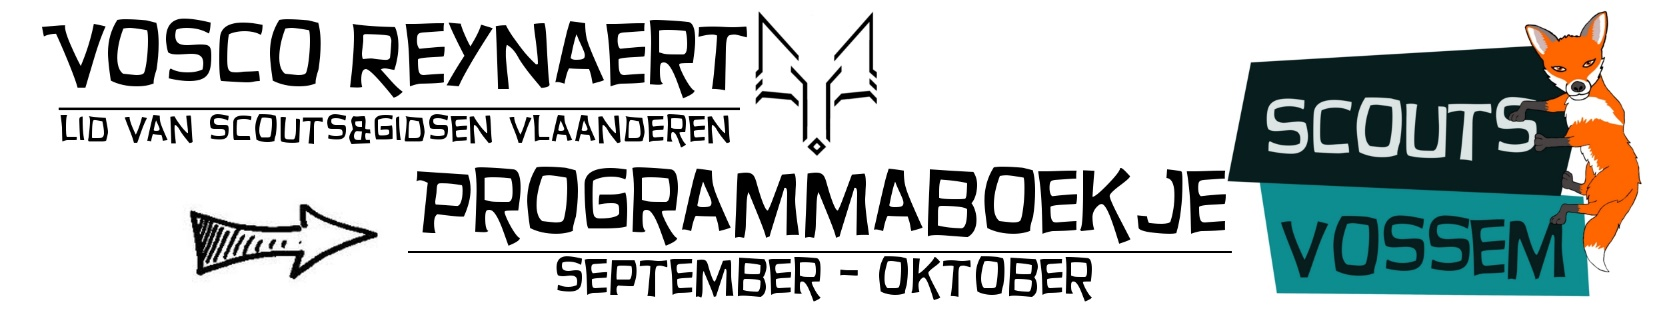 VOSCO REYNAERT
LID VAN SCOUTS&GIDSEN VLAANDEREN
PROGRAMMABOEKJE
SEPTEMBER - OKTOBER
SCOUTS
VOSSEM